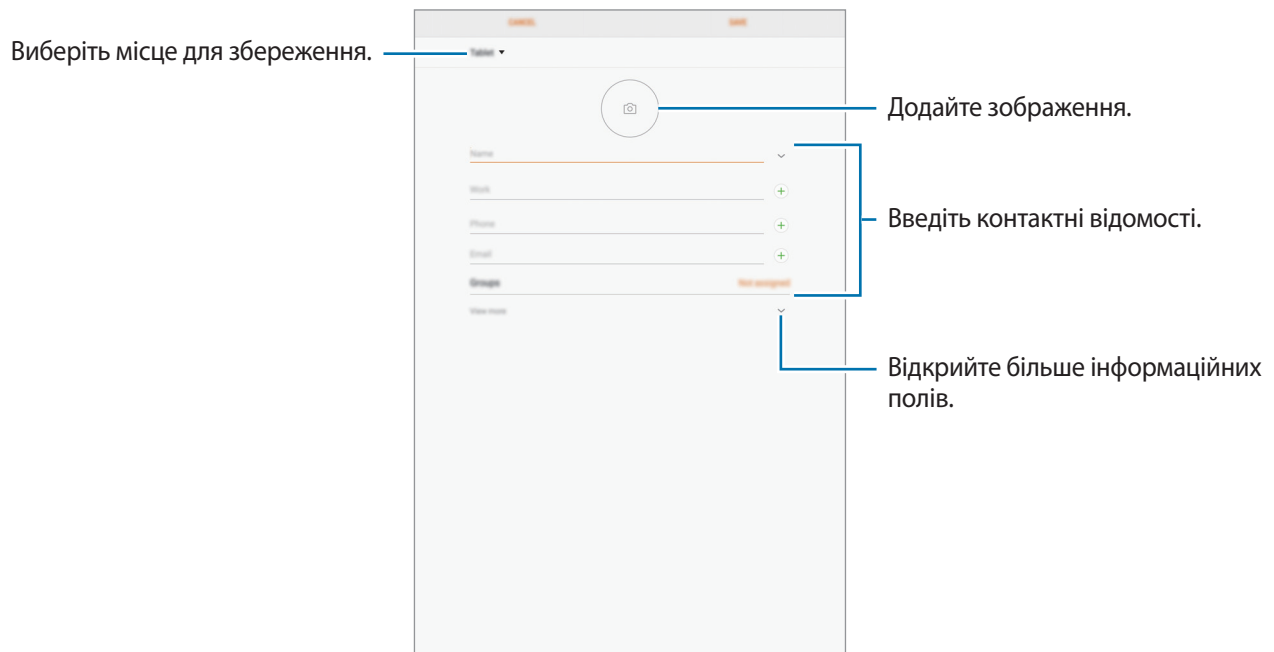 CANCEL SAVE
Виберіть місце для збереження.
Tablet
Додайте зображення.
Name
Work
Phone
Введіть контактні відомості.
Email
Groups Not assigned
View more
Відкрийте більше інформаційних
полів.